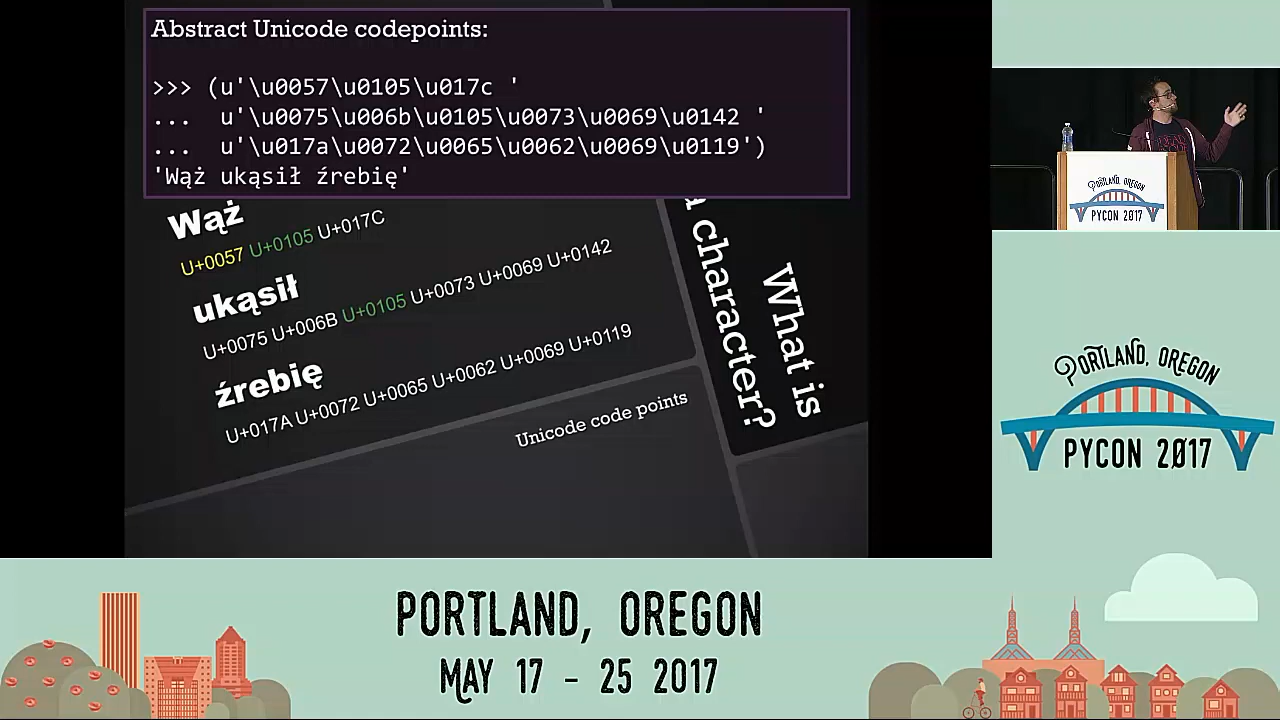 Abstract Unicode codepoints:
>>> (u'\u0057\u0105\u017c '
...  u'\u0075\u006b\u0105\u0073\u0069\u0142 '
...  u'\u017a\u0072\u0065\u0062\u0069\u0119')
'Wąż ukąsił źrebię'
Wąż
U+0057 U+0105 U+017C
ukąsił
U+0075 U+006B U+0105 U+0073 U+0069 U+0142
źrebię
U+017A U+0072 U+0065 U+0062 U+0069 U+0119
Unicode code points
What is
a character?
PORTLAND, OREGON
PYCON 2017
PORTLAND, OREGON
PYCON 2017
PORTLAND, OREGON
MAY 17 - 25 2017